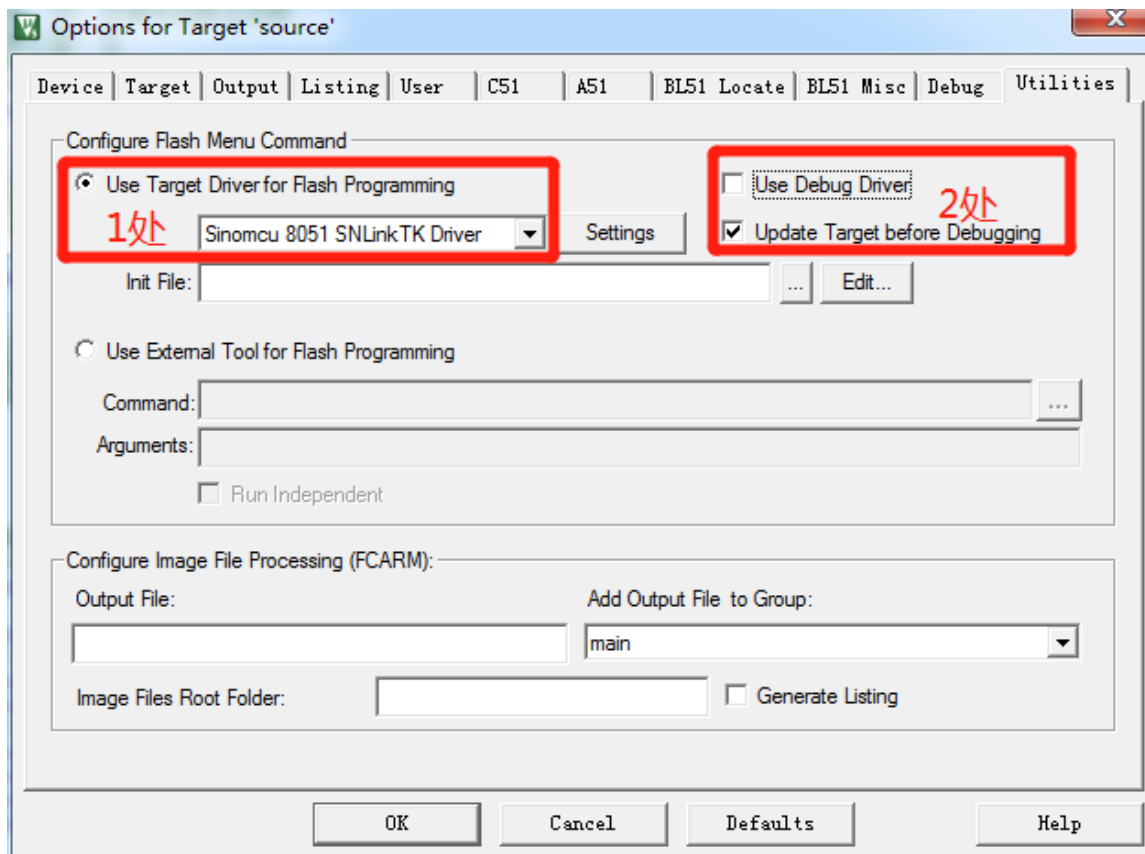 Options for Target 'source'
Device Target Output Listing User C51 A51 BL51 Locate BL51 Misc Debug Utilities
Configure Flash Menu Command
Use Target Driver for Flash Programming
Use Debug Driver
1处
2处
Sinomcu 8051 SNLinkTK Driver
Settings
Update Target before Debugging
Init File:
...
Edit...
Use External Tool for Flash Programming
Command:
...
Arguments:
Run Independent
Configure Image File Processing (FCARM):
Output File:
Add Output File to Group:
main
Image Files Root Folder:
Generate Listing
OK Cancel Defaults Help